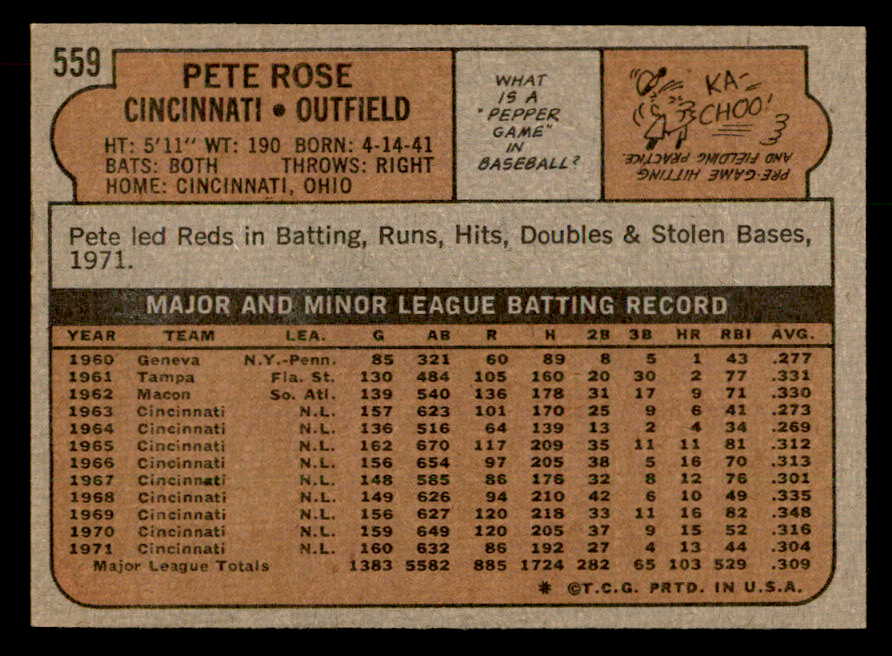 559
PETE ROSE
CINCINNATI • OUTFIELD
HT: 5'11" WT: 190 BORN: 4-14-41
BATS: BOTH THROWS: RIGHT
HOME: CINCINNATI, OHIO
WHAT
IS A
"PEPPER
GAME"
IN
BASEBALL?
KA-
CHOO!
PRE-GAME HITTING
AND FIELDING PRACTICE.
Pete led Reds in Batting, Runs, Hits, Doubles & Stolen Bases,
1971.
MAJOR AND MINOR LEAGUE BATTING RECORD
YEAR TEAM LEA. G AB R H 2B 3B HR RBI AVG.
1960 Geneva N.Y.-Penn. 85 321 60 89 8 5 1 43 .277
1961 Tampa Fla. St. 130 484 105 160 20 30 2 77 .331
1962 Macon So. Atl. 139 540 136 178 31 17 9 71 .330
1963 Cincinnati N.L. 157 623 101 170 25 9 6 41 .273
1964 Cincinnati N.L. 136 516 64 139 13 2 4 34 .269
1965 Cincinnati N.L. 162 670 117 209 35 11 11 81 .312
1966 Cincinnati N.L. 156 654 97 205 38 5 16 70 .313
1967 Cincinnati N.L. 148 585 86 176 32 8 12 76 .301
1968 Cincinnati N.L. 149 626 94 210 42 6 10 49 .335
1969 Cincinnati N.L. 156 627 120 218 33 11 16 82 .348
1970 Cincinnati N.L. 159 649 120 205 37 9 15 52 .316
1971 Cincinnati N.L. 160 632 86 192 27 4 13 44 .304
Major League Totals 1383 5582 885 1724 282 65 103 529 .309
* ©T.C.G. PRTD. IN U.S.A.